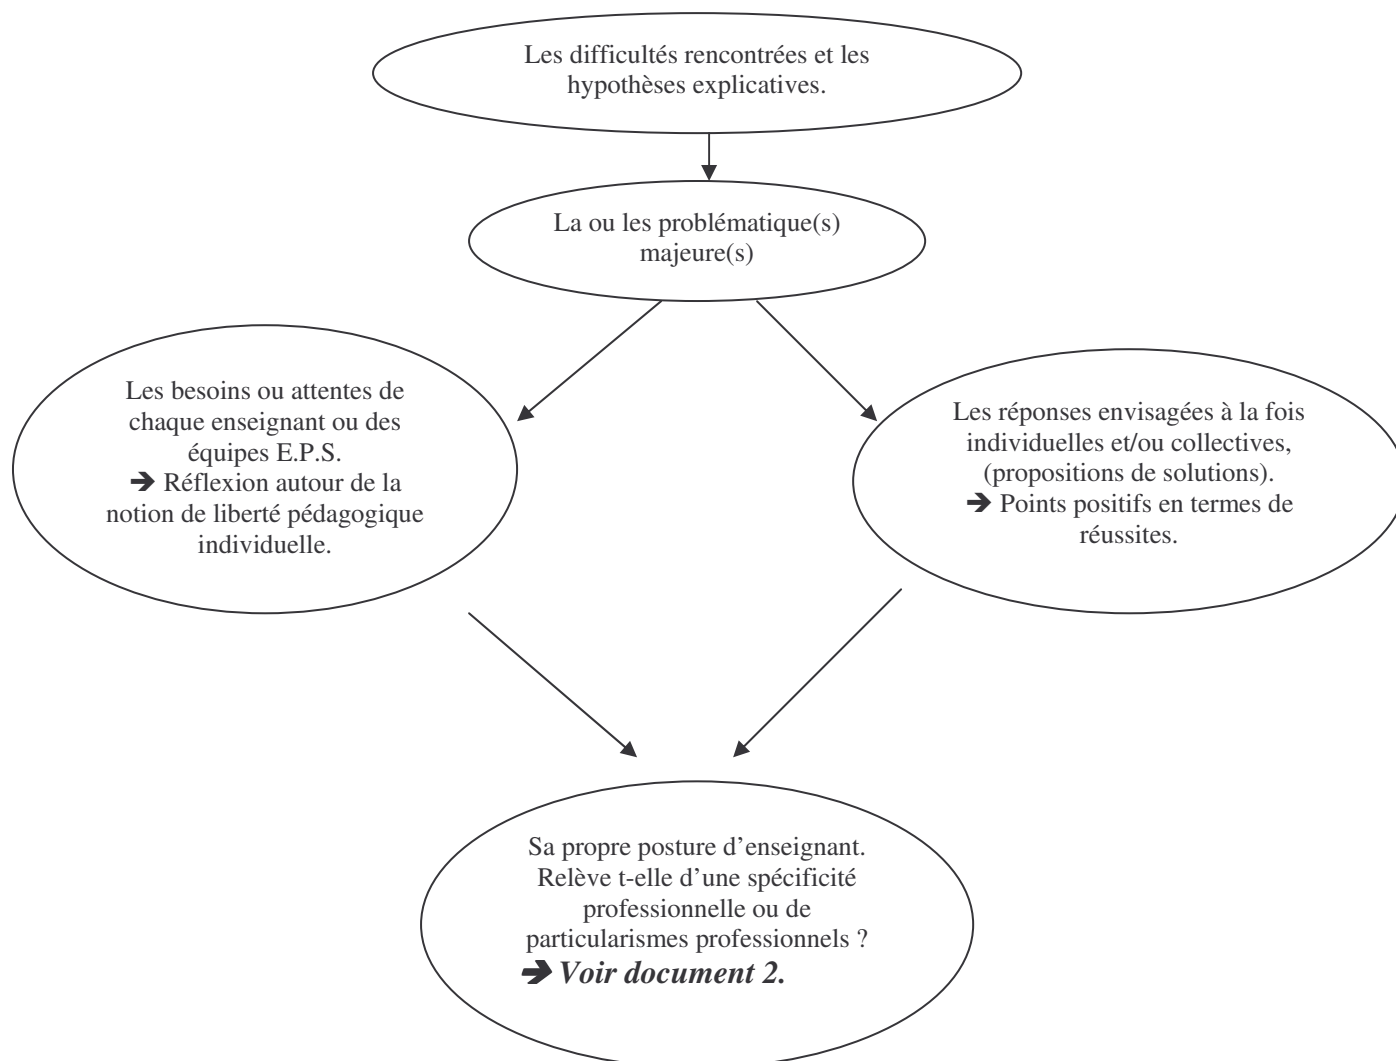 Les difficultés rencontrées et les
hypothèses explicatives.
La ou les problématique(s)
majeure(s)
Les besoins ou attentes de
chaque enseignant ou des
équipes E.P.S.
➔ Réflexion autour de la
notion de liberté pédagogique
individuelle.
Les réponses envisagées à la fois
individuelles et/ou collectives,
(propositions de solutions).
➔ Points positifs en termes de
réussites.
Sa propre posture d’enseignant.
Relève t-elle d’une spécificité
professionnelle ou de
particularismes professionnels ?
➔ Voir document 2.